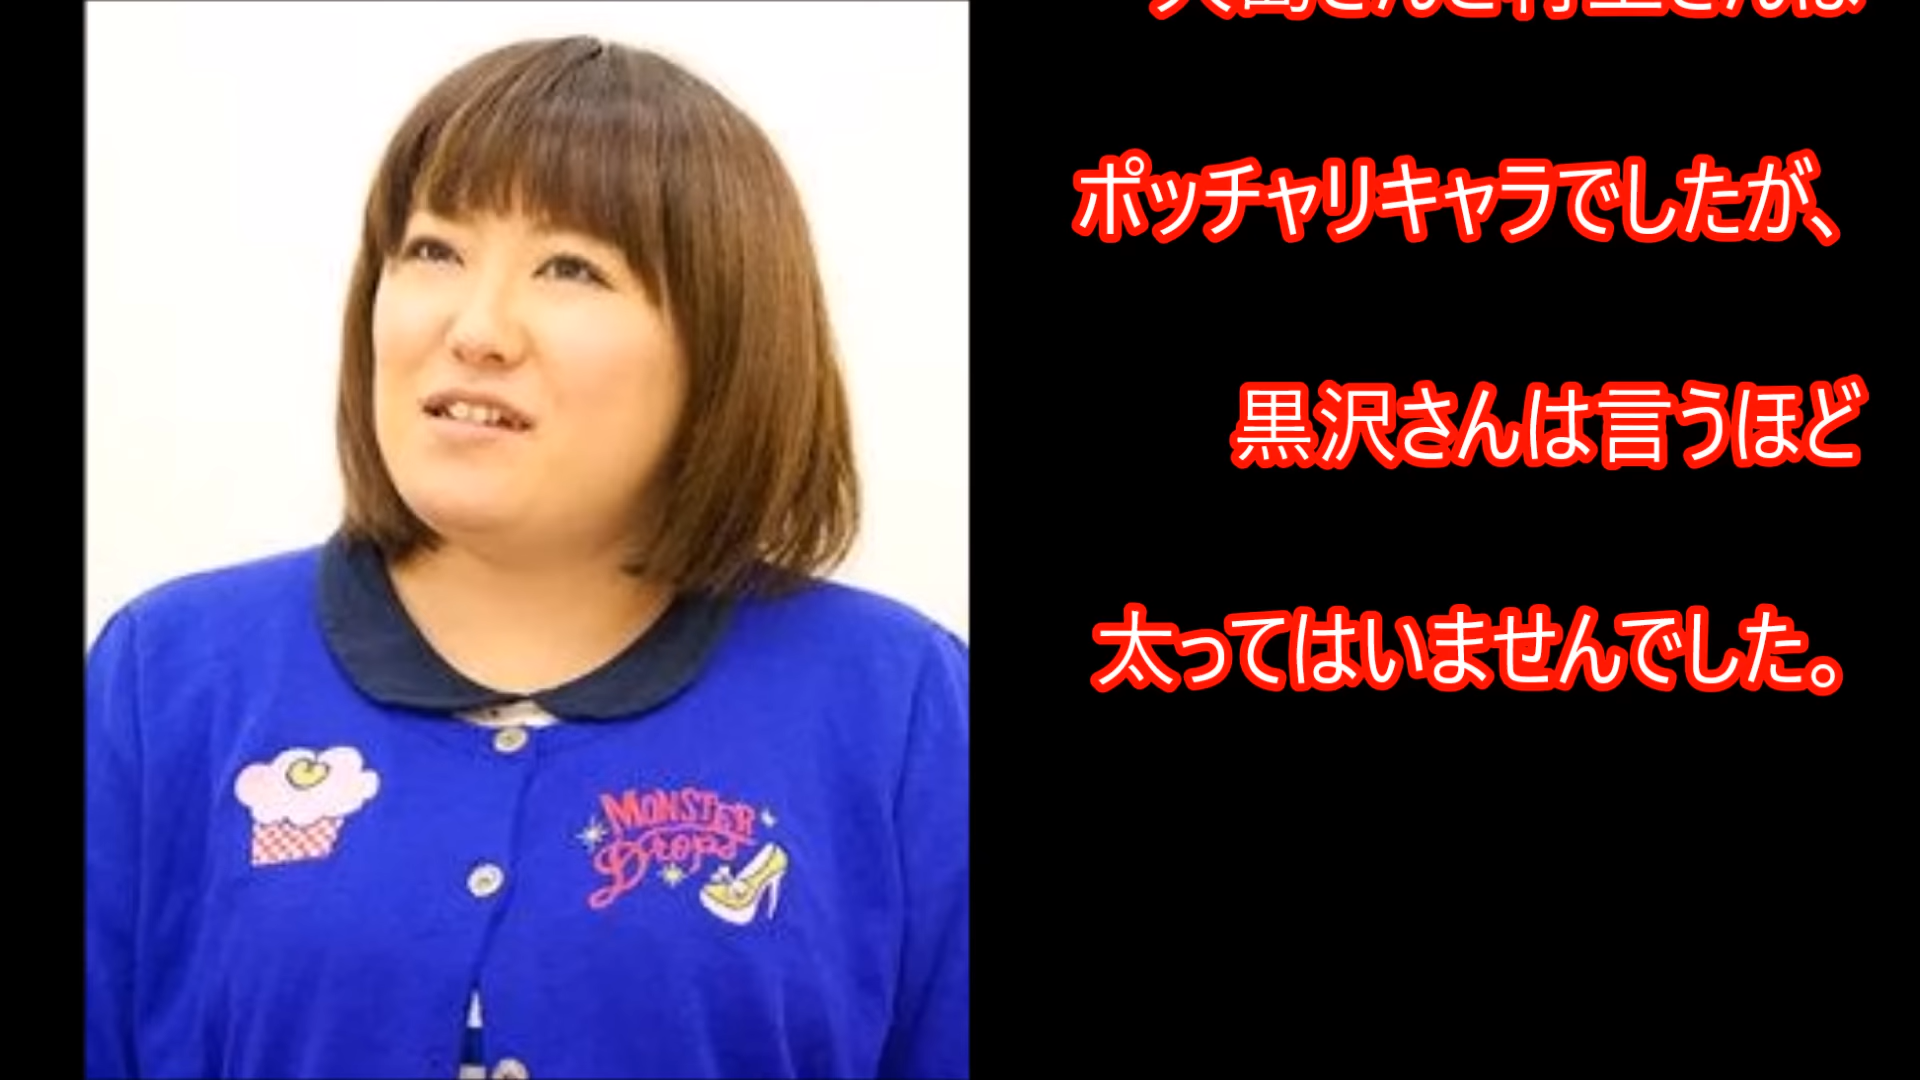 ポッチャリキャラでしたが、
黒沢さんは言うほど
太ってはいませんでした。
MONSTER
Drops